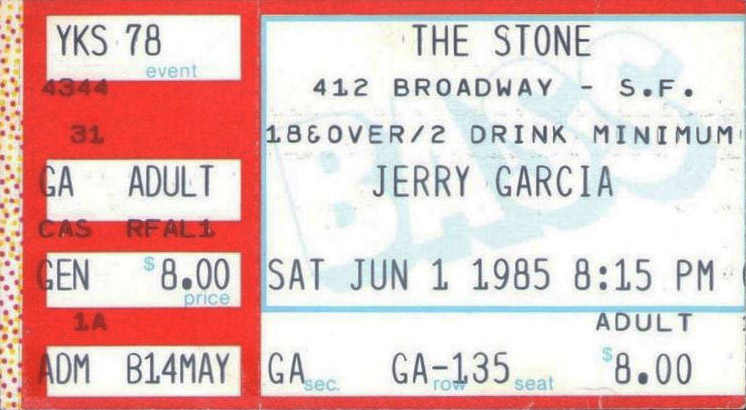 YKS 78
event
4344
31
GA ADULT
CAS RFAL1
GEN $8.00
price
1A
ADM B14MAY
THE STONE
412 BROADWAY - S.F.
18&OVER/2 DRINK MINIMUM
BASS
JERRY GARCIA
SAT JUN 1 1985 8:15 PM
ADULT
GA GA-135 $8.00
sec. row seat